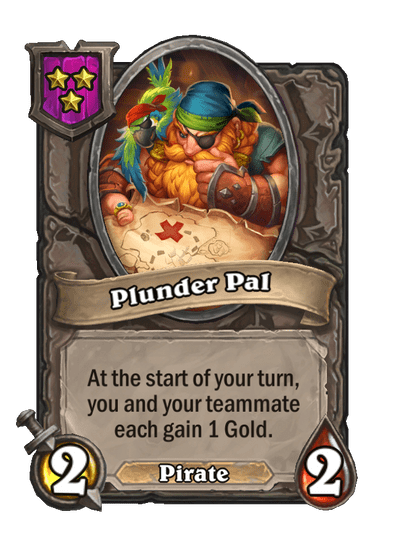 Plunder Pal
At the start of your turn,
you and your teammate
each gain 1 Gold.
2
Pirate
2